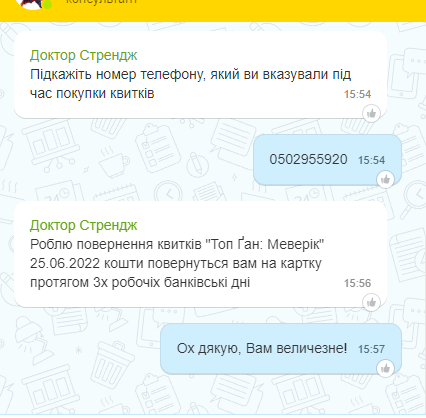 консультант
Доктор Стрендж
Підкажіть номер телефону, який ви вказували під
час покупки квитків
15:54
0502955920 15:54
Доктор Стрендж
Роблю повернення квитків "Топ Ґан: Меверік"
25.06.2022 кошти повернуться вам на картку
протягом 3х робочіх банківські дні
15:56
Ох дякую, Вам величезне! 15:57